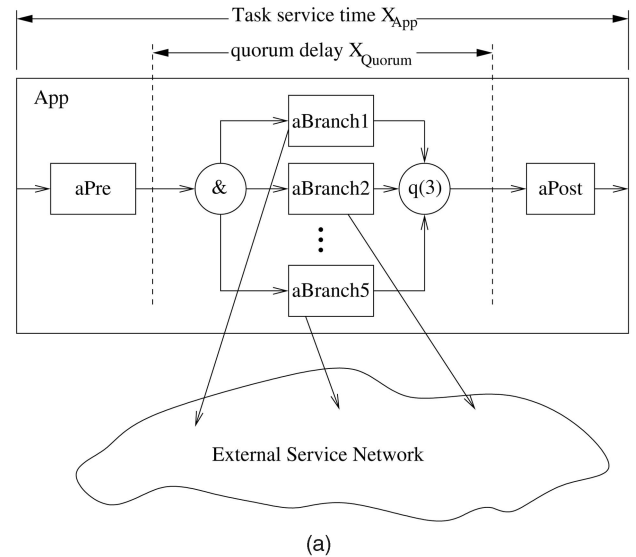 Task service time X_App
quorum delay X_Quorum
App
aBranch1
aPre
&
aBranch2
q(3)
aPost
aBranch5
External Service Network
(a)